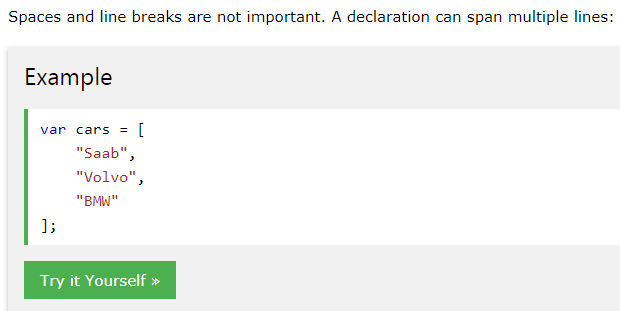 Spaces and line breaks are not important. A declaration can span multiple lines:
Example
var cars = [
    "Saab",
    "Volvo",
    "BMW"
];
Try it Yourself »